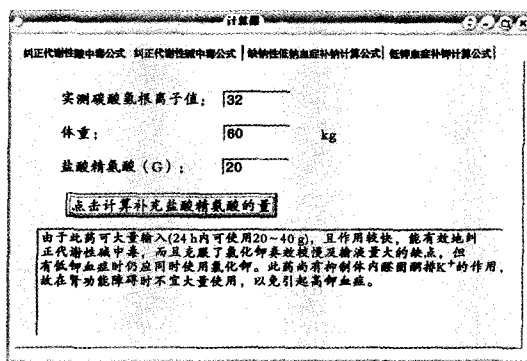 计算器
纠正代谢性酸中毒公式 纠正代谢性碱中毒公式 缺钠性低钠血症补钠计算公式 低钾血症补钾计算公式
实测碳酸氢根离子值： 32
体重： 60 kg
盐酸精氨酸（G）： 20
点击计算补充盐酸精氨酸的量
由于此药可大量输入(24 h内可使用20～40 g)，且作用较快，能有效地纠
正代谢性碱中毒，而且克服了氯化钾奏效较慢及输液量大的缺点，但
有低钾血症时仍应同时使用氯化钾。此药尚有抑制体内醛固酮排K⁺的作用，
故在肾功能障碍时不宜大量使用，以免引起高钾血症。